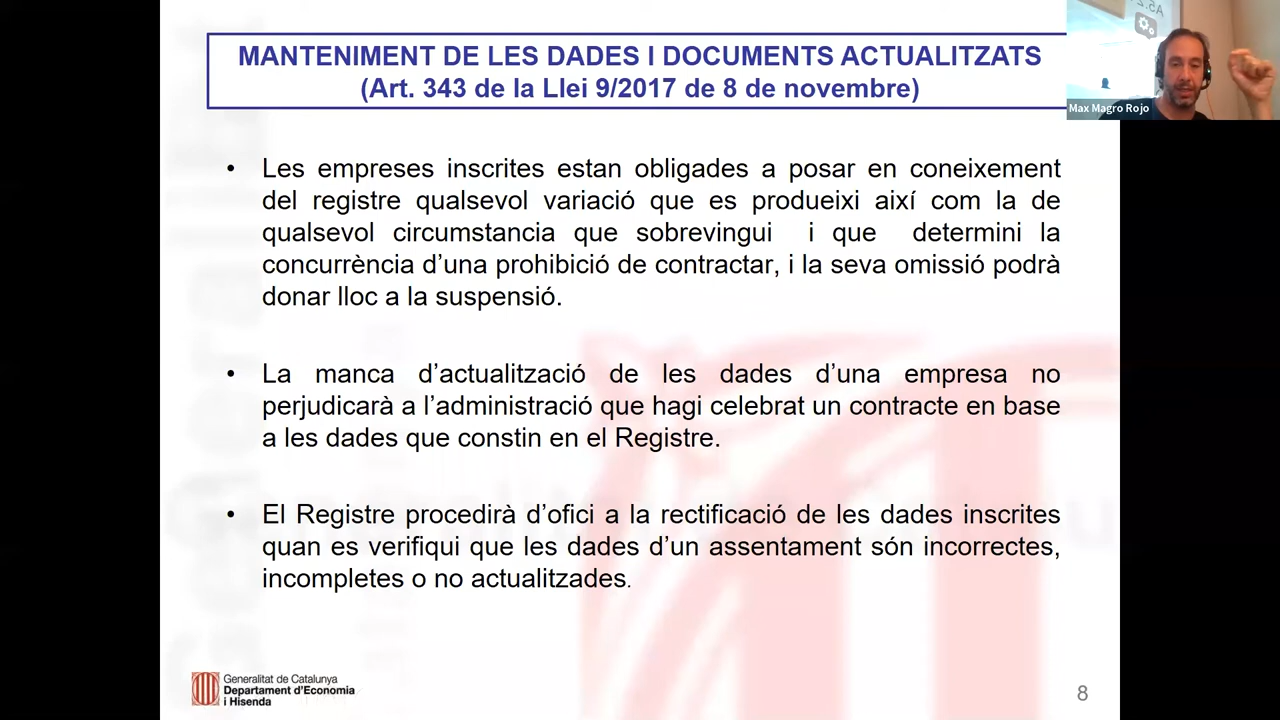 MANTENIMENT DE LES DADES I DOCUMENTS ACTUALITZATS
(Art. 343 de la Llei 9/2017 de 8 de novembre)
Max Magro Rojo
• Les empreses inscrites estan obligades a posar en coneixement
del registre qualsevol variació que es produeixi així com la de
qualsevol circumstancia que sobrevingui i que determini la
concurrència d’una prohibició de contractar, i la seva omissió podrà
donar lloc a la suspensió.
• La manca d’actualització de les dades d’una empresa no
perjudicarà a l’administració que hagi celebrat un contracte en base
a les dades que constin en el Registre.
• El Registre procedirà d’ofici a la rectificació de les dades inscrites
quan es verifiqui que les dades d’un assentament són incorrectes,
incompletes o no actualitzades.
Generalitat de Catalunya
Departament d’Economia
i Hisenda
8